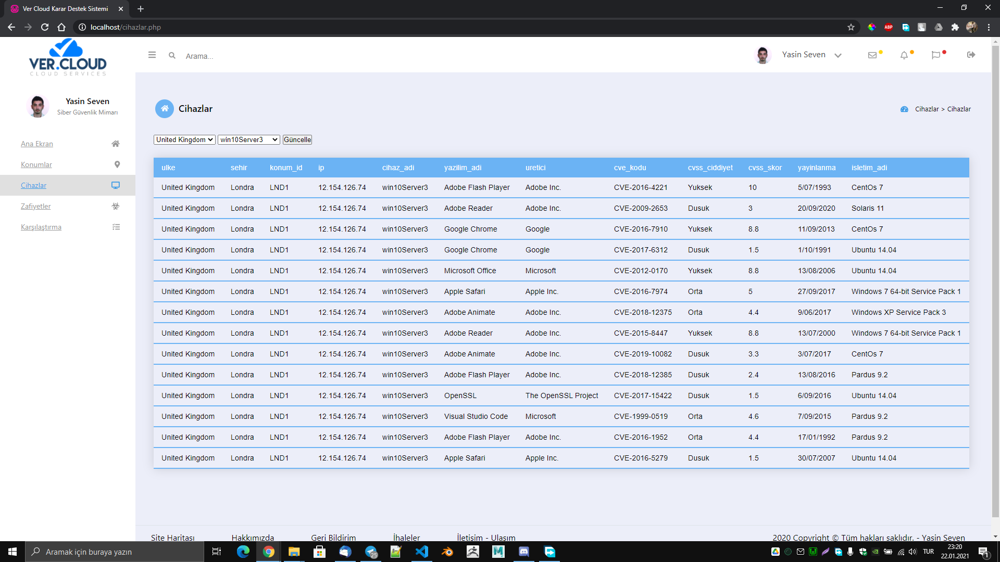 Ver Cloud Karar Destek Sistemi
localhost/cihazlar.php
ABP
VER.CLOUD
CLOUD SERVICES
Arama...
Yasin Seven
Yasin Seven
Siber Güvenlik Mimarı
Ana Ekran
Konumlar
Cihazlar
Zafiyetler
Karşılaştırma
Cihazlar
Cihazlar > Cihazlar
United Kingdom win10Server3 Güncelle
ulke sehir konum_id ip cihaz_adi yazilim_adi uretici cve_kodu cvss_ciddiyet cvss_skor yayinlanma isletim_adi
United Kingdom Londra LND1 12.154.126.74 win10Server3 Adobe Flash Player Adobe Inc. CVE-2016-4221 Yuksek 10 5/07/1993 CentOs 7
United Kingdom Londra LND1 12.154.126.74 win10Server3 Adobe Reader Adobe Inc. CVE-2009-2653 Dusuk 3 20/09/2020 Solaris 11
United Kingdom Londra LND1 12.154.126.74 win10Server3 Google Chrome Google CVE-2016-7910 Yuksek 8.8 11/09/2013 CentOs 7
United Kingdom Londra LND1 12.154.126.74 win10Server3 Google Chrome Google CVE-2017-6312 Dusuk 1.5 1/10/1991 Ubuntu 14.04
United Kingdom Londra LND1 12.154.126.74 win10Server3 Microsoft Office Microsoft CVE-2012-0170 Yuksek 8.8 13/08/2006 Ubuntu 14.04
United Kingdom Londra LND1 12.154.126.74 win10Server3 Apple Safari Apple Inc. CVE-2016-7974 Orta 5 27/09/2017 Windows 7 64-bit Service Pack 1
United Kingdom Londra LND1 12.154.126.74 win10Server3 Adobe Animate Adobe Inc. CVE-2018-12375 Orta 4.4 9/06/2017 Windows XP Service Pack 3
United Kingdom Londra LND1 12.154.126.74 win10Server3 Adobe Reader Adobe Inc. CVE-2015-8447 Yuksek 8.8 13/07/2000 Windows 7 64-bit Service Pack 1
United Kingdom Londra LND1 12.154.126.74 win10Server3 Adobe Animate Adobe Inc. CVE-2019-10082 Dusuk 3.3 3/07/2017 CentOs 7
United Kingdom Londra LND1 12.154.126.74 win10Server3 Adobe Flash Player Adobe Inc. CVE-2018-12385 Dusuk 2.4 13/08/2016 Pardus 9.2
United Kingdom Londra LND1 12.154.126.74 win10Server3 OpenSSL The OpenSSL Project CVE-2017-15422 Dusuk 1.5 6/09/2016 Ubuntu 14.04
United Kingdom Londra LND1 12.154.126.74 win10Server3 Visual Studio Code Microsoft CVE-1999-0519 Orta 4.6 7/09/2015 Pardus 9.2
United Kingdom Londra LND1 12.154.126.74 win10Server3 Adobe Flash Player Adobe Inc. CVE-2016-1952 Orta 4.4 17/01/1992 Pardus 9.2
United Kingdom Londra LND1 12.154.126.74 win10Server3 Apple Safari Apple Inc. CVE-2016-5279 Dusuk 1.5 30/07/2007 Ubuntu 14.04
Site Haritası Hakkımızda Geri Bildirim İhaleler İletişim - Ulaşım 2020 Copyright © Tüm hakları saklıdır. - Yasin Seven
Aramak için buraya yazın
25
TUR
23:20
22.01.2021
1